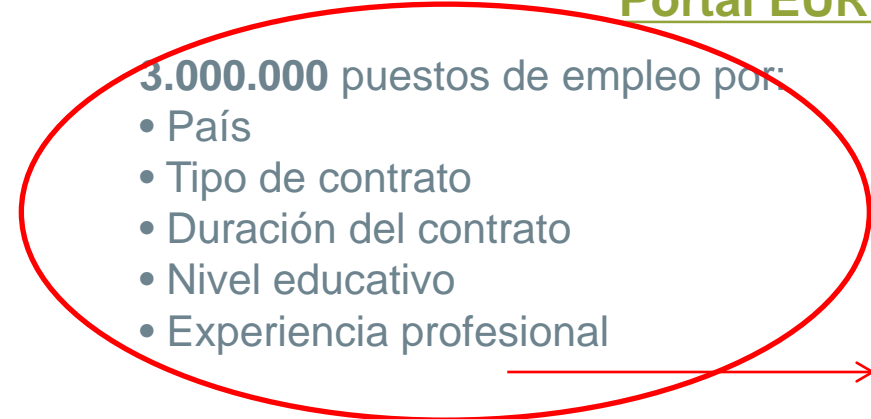 Portal EUR
3.000.000 puestos de empleo por:
• País
• Tipo de contrato
• Duración del contrato
• Nivel educativo
• Experiencia profesional